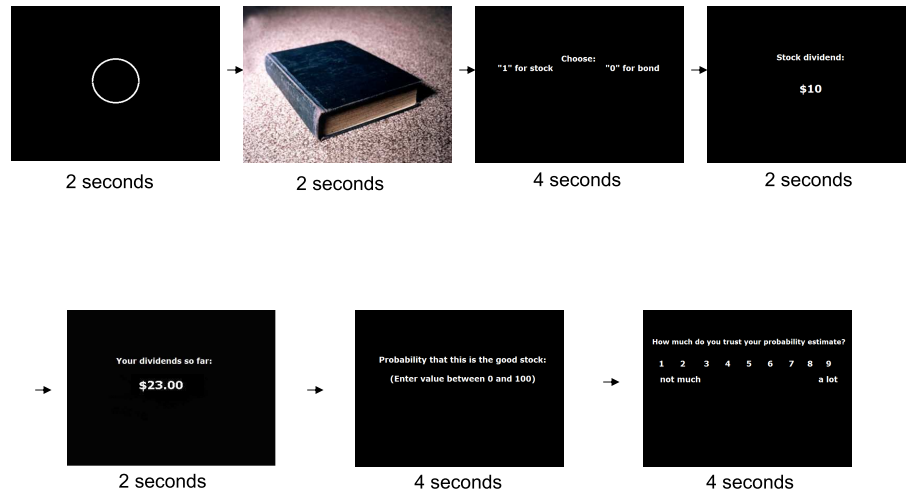 Choose:
"1" for stock "0" for bond
Stock dividend:
$10
2 seconds
2 seconds
4 seconds
2 seconds
Your dividends so far:
$23.00
Probability that this is the good stock:
(Enter value between 0 and 100)
How much do you trust your probability estimate?
1 2 3 4 5 6 7 8 9
not much a lot
2 seconds
4 seconds
4 seconds